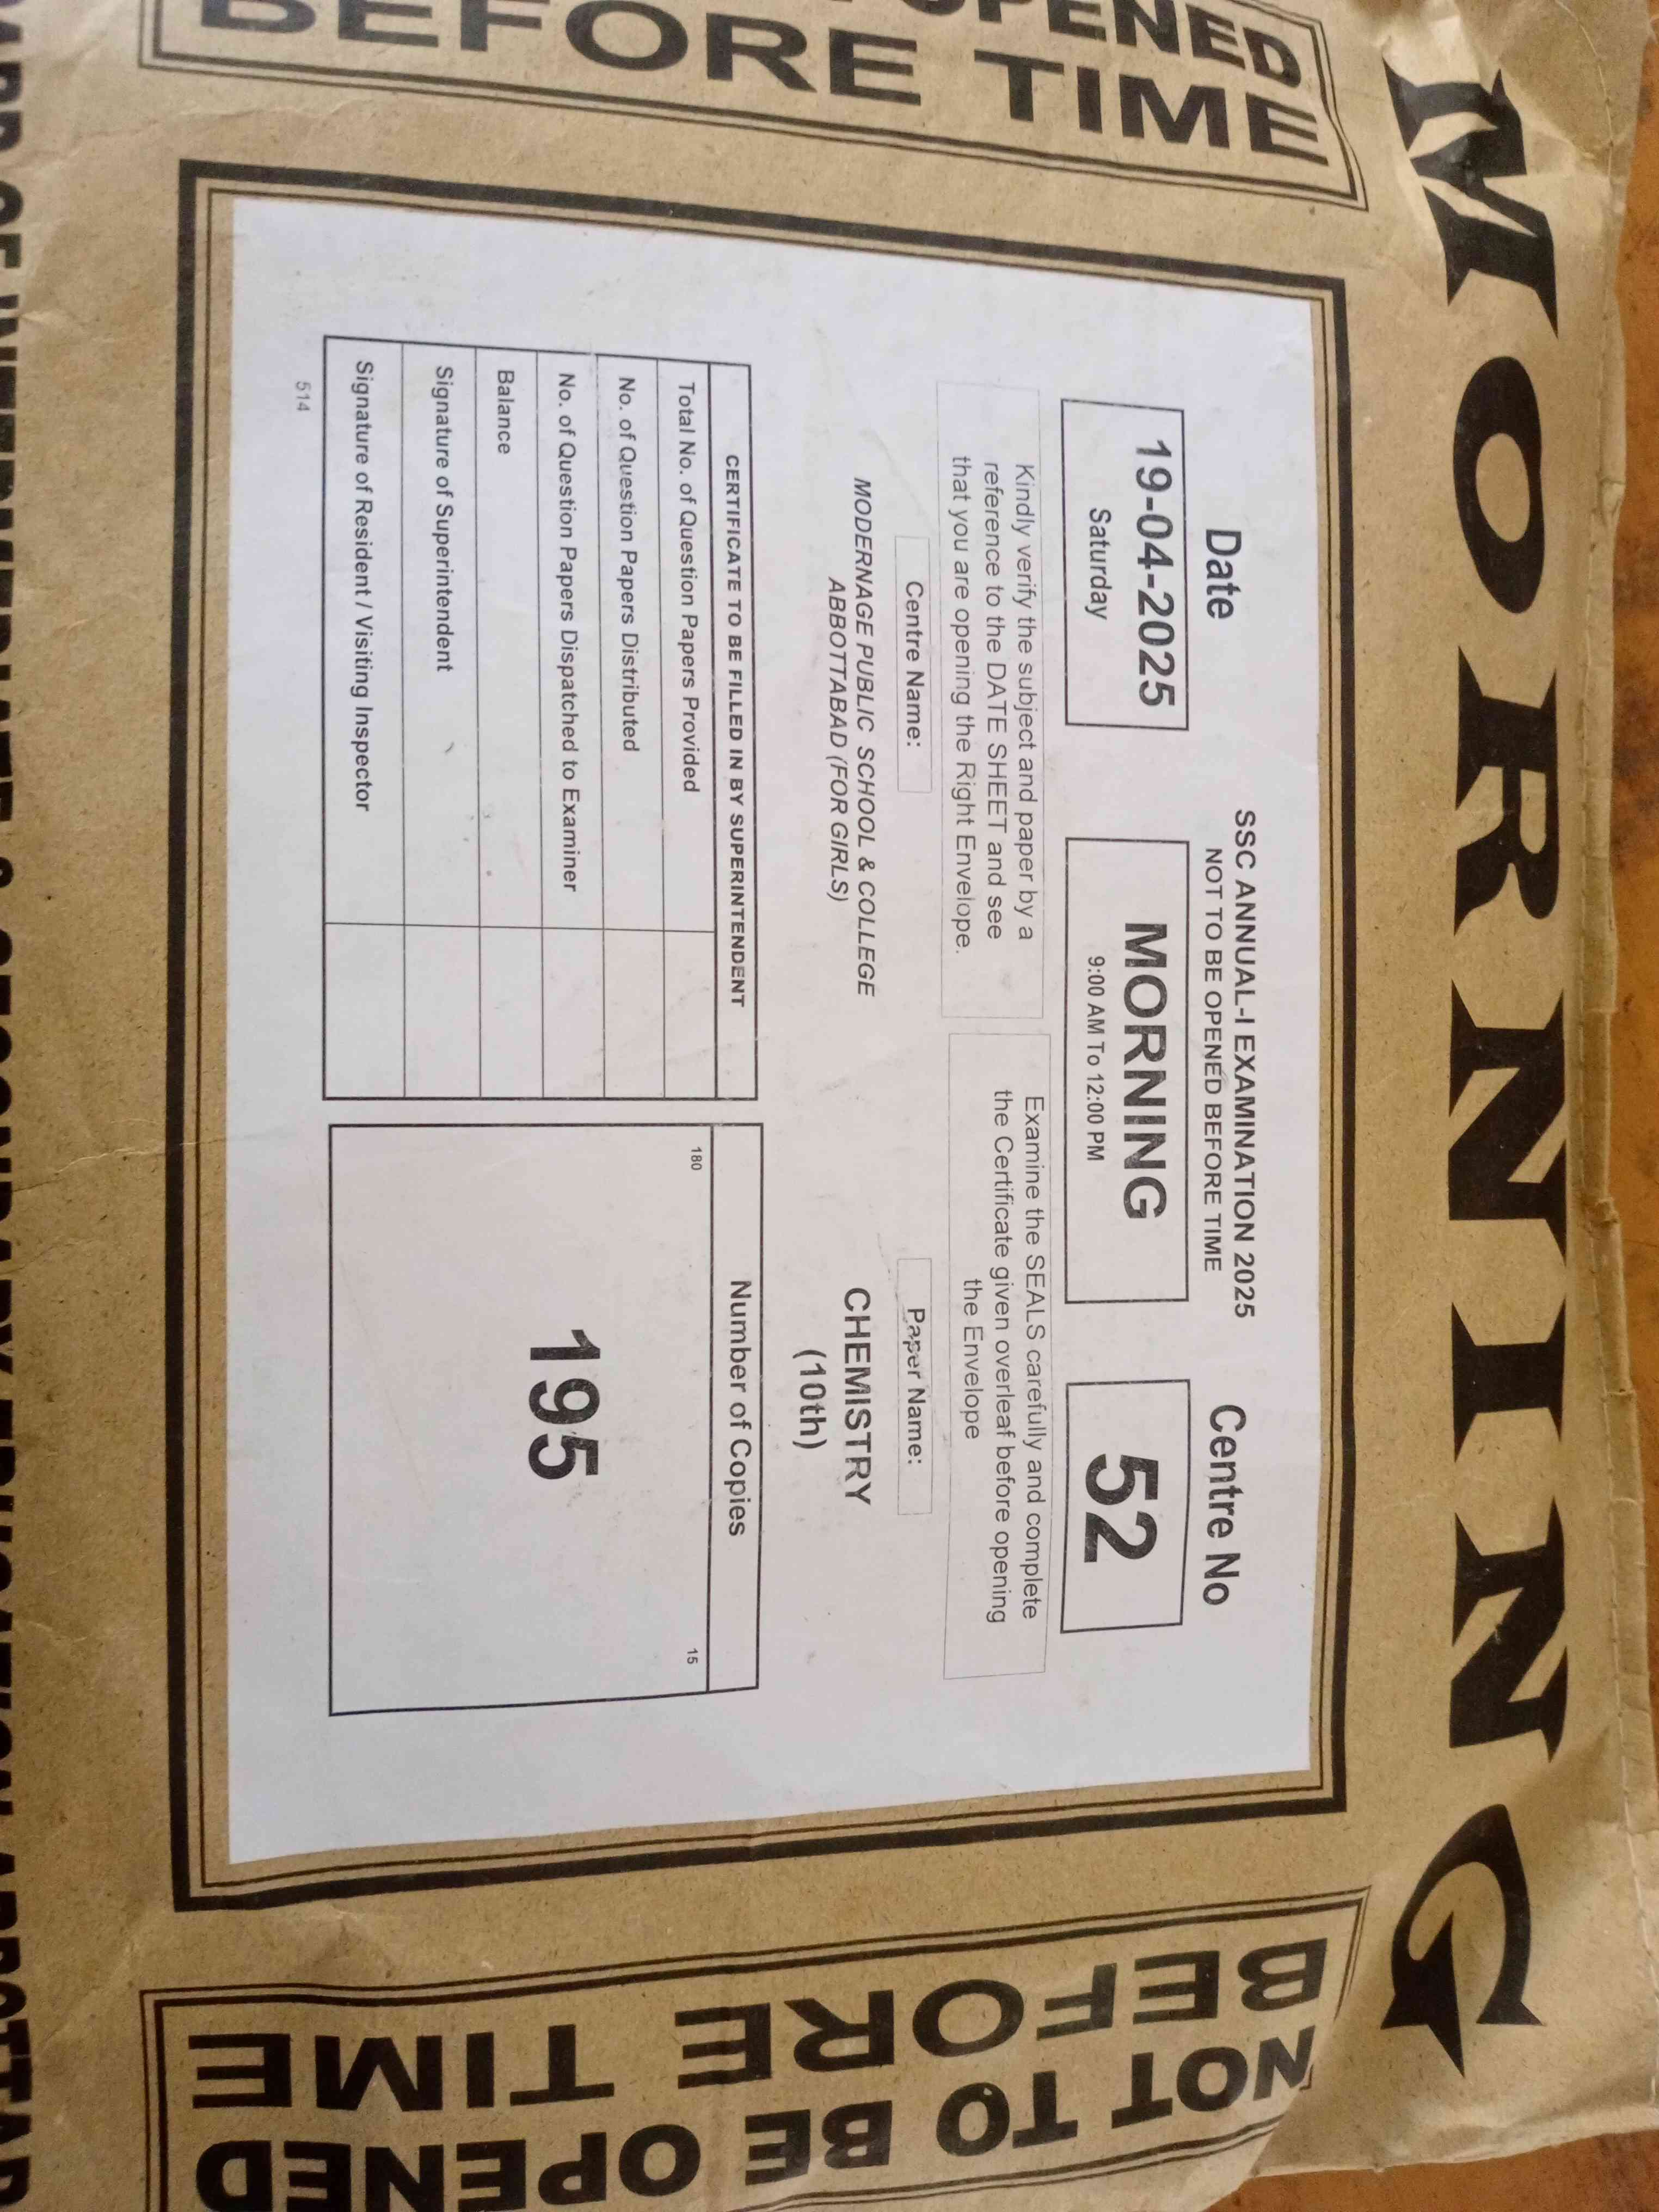 MORNING
OPENED
BEFORE TIME
Date
19-04-2025
Saturday
SSC ANNUAL-I EXAMINATION 2025
NOT TO BE OPENED BEFORE TIME
MORNING
9:00 AM To 12:00 PM
Centre No
52
Kindly verify the subject and paper by a
reference to the DATE SHEET and see
that you are opening the Right Envelope.
Examine the SEALS carefully and complete
the Certificate given overleaf before opening
the Envelope
Centre Name:
MODERNAGE PUBLIC SCHOOL & COLLEGE
ABBOTTABAD (FOR GIRLS)
Paper Name:
CHEMISTRY
(10th)
CERTIFICATE TO BE FILLED IN BY SUPERINTENDENT
Total No. of Question Papers Provided
No. of Question Papers Distributed
No. of Question Papers Dispatched to Examiner
Balance
Signature of Superintendent
Signature of Resident / Visiting Inspector
Number of Copies
180
15
195
514
NOT TO BE OPENED
BEFORE TIME